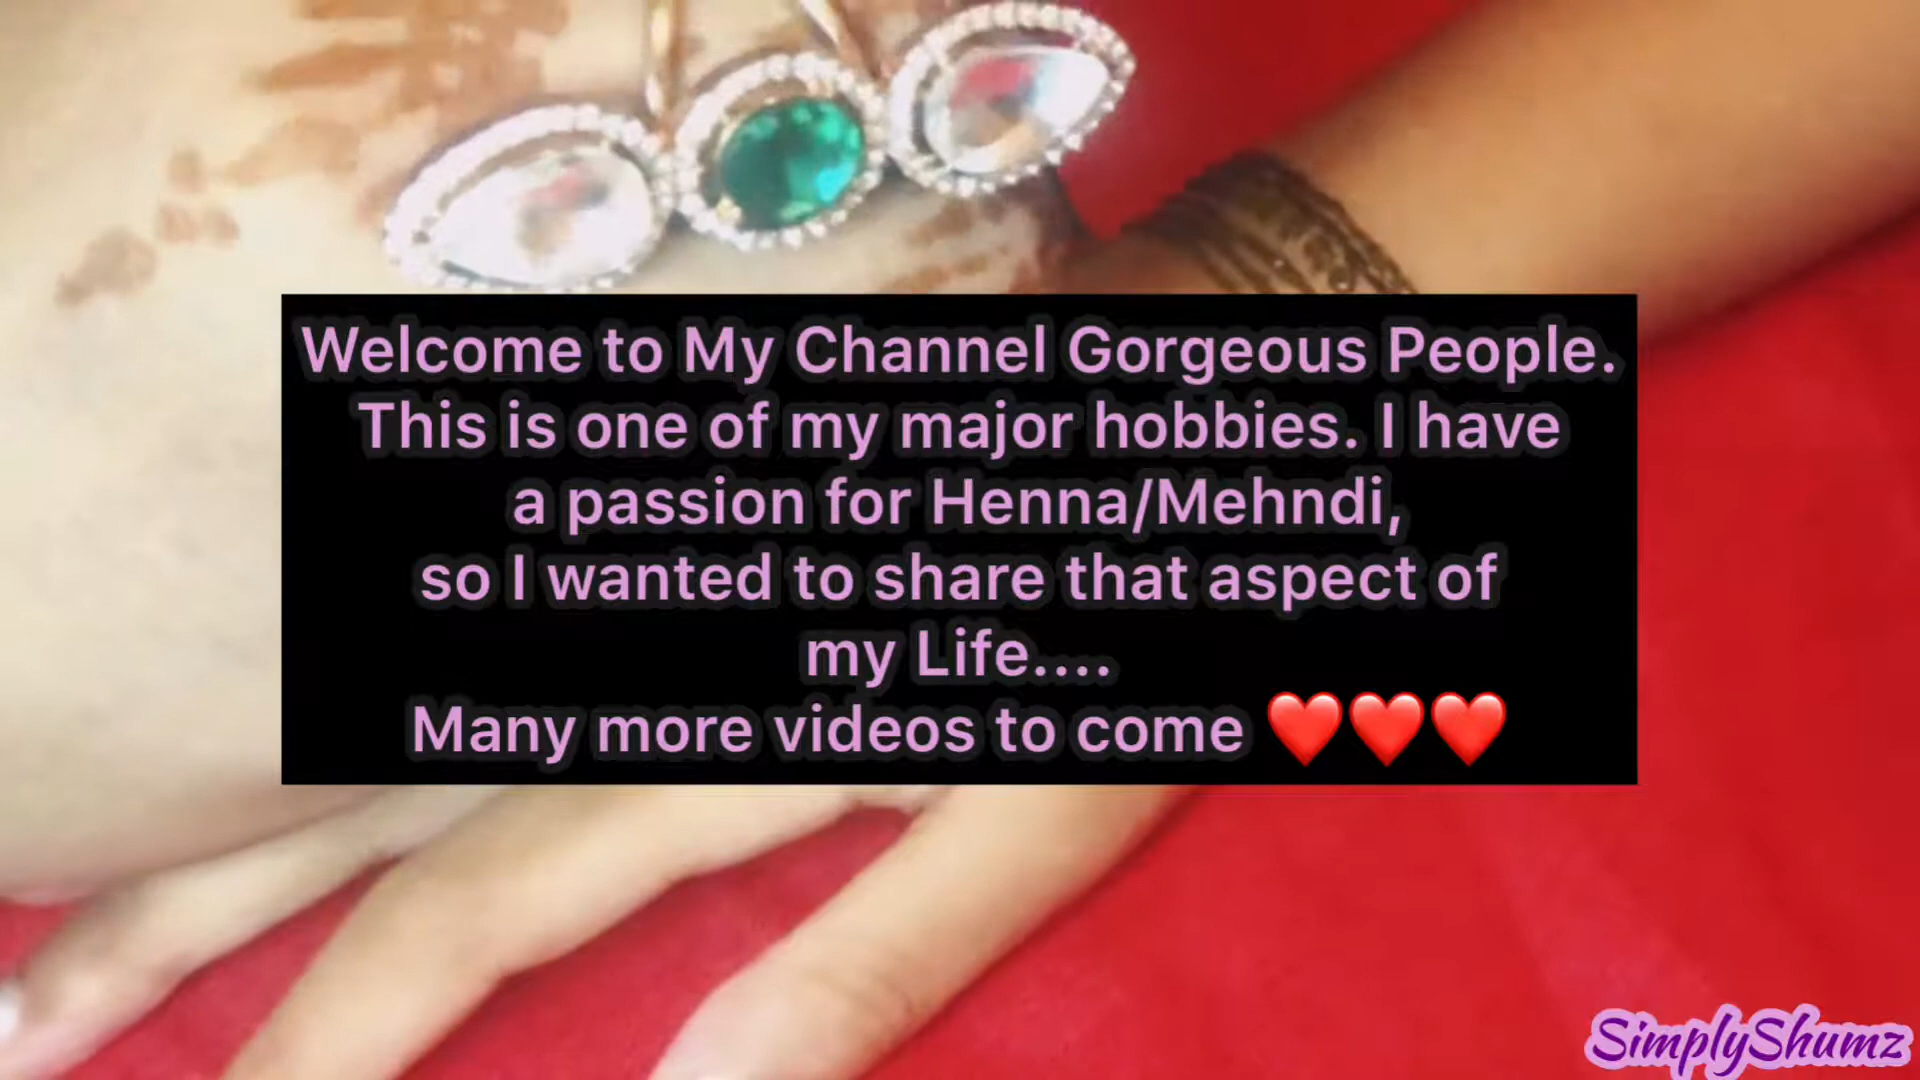 Welcome to My Channel Gorgeous People.
This is one of my major hobbies. I have
a passion for Henna/Mehndi,
so I wanted to share that aspect of
my Life....
Many more videos to come ❤️❤️❤️
SimplyShumz